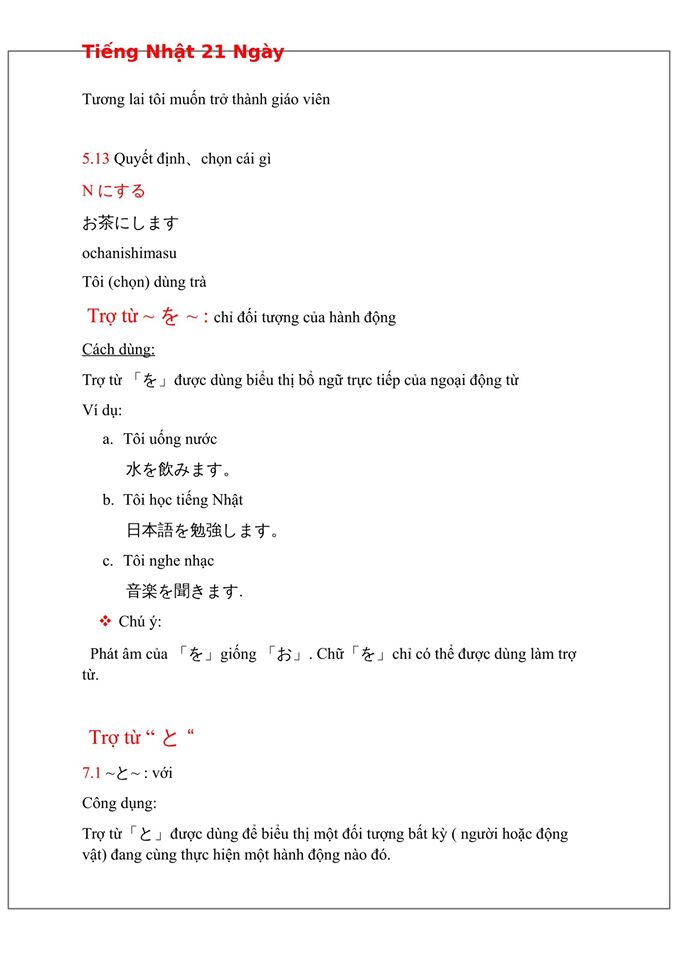 Tiếng Nhật 21 Ngày
Tương lai tôi muốn trở thành giáo viên
5.13 Quyết định、chọn cái gì
N にする
お茶にします
ochanishimasu
Tôi (chọn) dùng trà
Trợ từ ~ を ~ : chỉ đối tượng của hành động
Cách dùng:
Trợ từ 「を」được dùng biểu thị bổ ngữ trực tiếp của ngoại động từ
Ví dụ:
a. Tôi uống nước
水を飲みます。
b. Tôi học tiếng Nhật
日本語を勉強します。
c. Tôi nghe nhạc
音楽を聞きます.
❖ Chú ý:
Phát âm của 「を」giống 「お」. Chữ「を」chỉ có thể được dùng làm trợ
từ.
Trợ từ “ と “
7.1 ~と~ : với
Công dụng:
Trợ từ「と」được dùng để biểu thị một đối tượng bất kỳ ( người hoặc động
vật) đang cùng thực hiện một hành động nào đó.